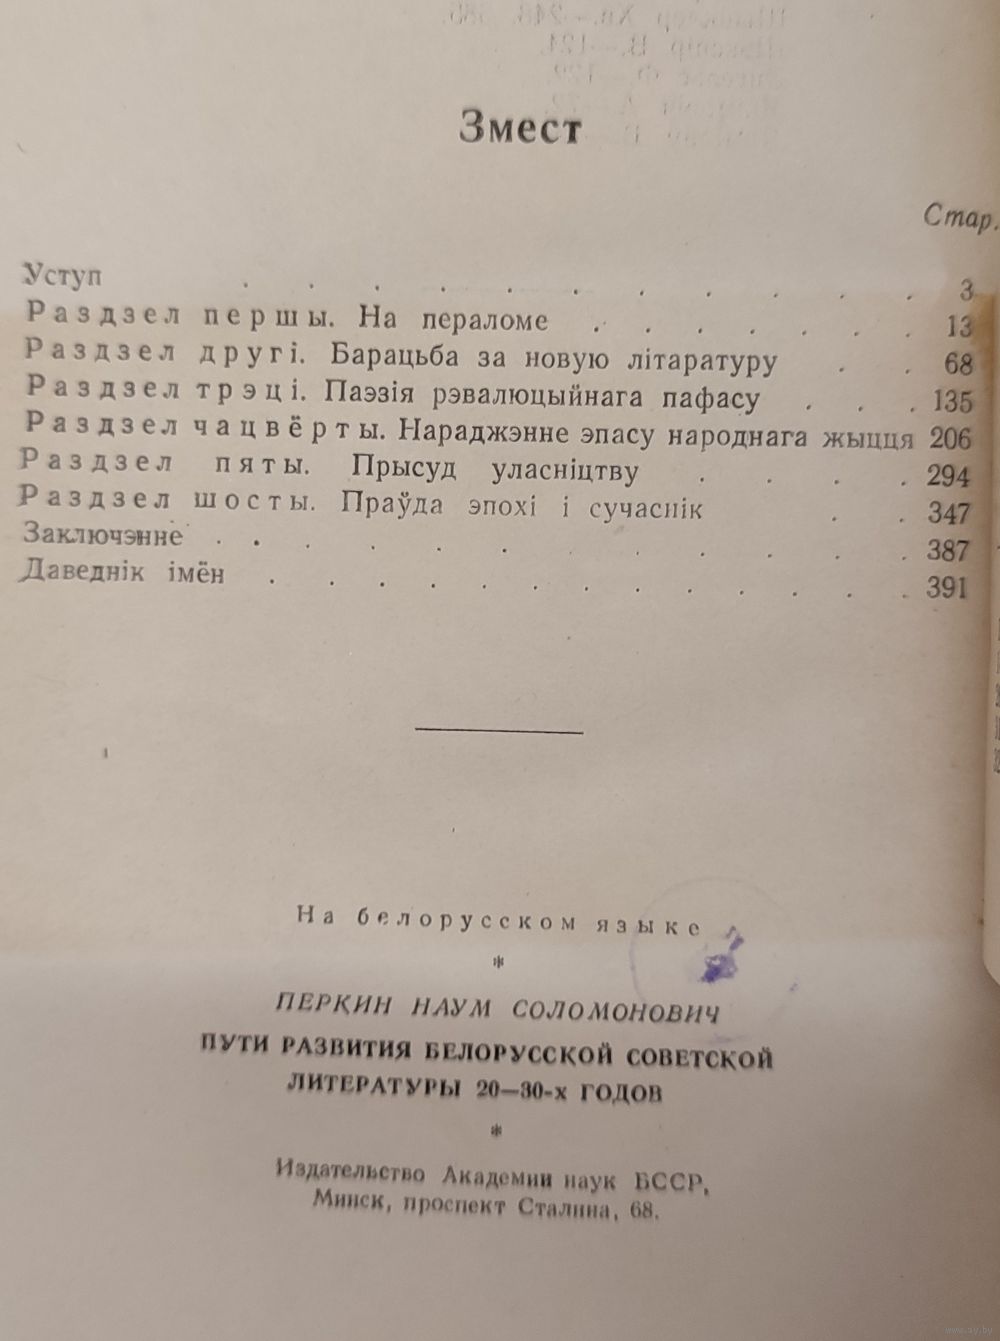 Змест
Стар.
Уступ . . . . . . . . . . . 3
Раздзел першы. На пераломе . . . . . . . 13
Раздзел другі. Барацьба за новую літаратуру . . 68
Раздзел трэці. Паэзія рэвалюцыйнага пафасу . . . 135
Раздзел чацвёрты. Нараджэнне эпасу народнага жыцця 206
Раздзел пяты. Прысуд уласніцтву . . . . 294
Раздзел шосты. Праўда эпохі і сучаснік . . 347
Заключэнне . . . . . . . . . . . . 387
Даведнік імён . . . . . . . . . . . . 391
На белорусском языке
*
ПЕРКИН НАУМ СОЛОМОНОВИЧ
ПУТИ РАЗВИТИЯ БЕЛОРУССКОЙ СОВЕТСКОЙ
ЛИТЕРАТУРЫ 20—30-х ГОДОВ
*
Издательство Академии наук БССР,
Минск, проспект Сталина, 68.